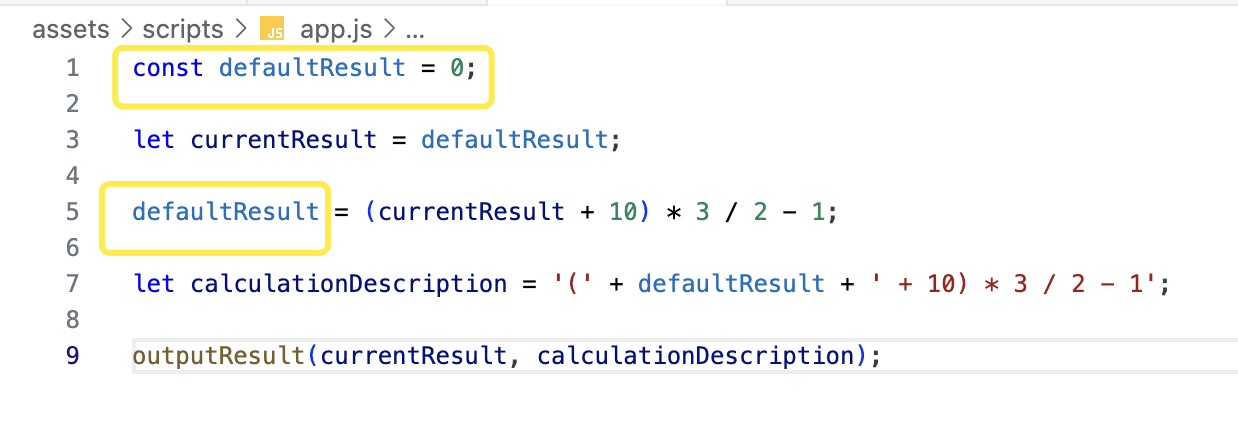 assets > scripts > JS app.js > ...
1 const defaultResult = 0;
2
3 let currentResult = defaultResult;
4
5 defaultResult = (currentResult + 10) * 3 / 2 - 1;
6
7 let calculationDescription = '(' + defaultResult + ' + 10) * 3 / 2 - 1';
8
9 outputResult(currentResult, calculationDescription);